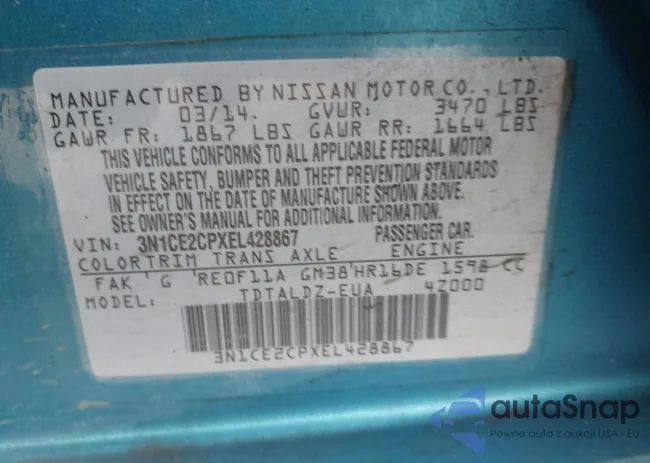 MANUFACTURED BY NISSAN MOTOR CO., LTD.
DATE: 03/14. GVWR: 3470 LBS
GAWR FR: 1867 LBS GAWR RR: 1664 LBS
THIS VEHICLE CONFORMS TO ALL APPLICABLE FEDERAL MOTOR
VEHICLE SAFETY, BUMPER AND THEFT PREVENTION STANDARDS
IN EFFECT ON THE DATE OF MANUFACTURE SHOWN ABOVE.
SEE OWNER'S MANUAL FOR ADDITIONAL INFORMATION.
VIN: 3N1CE2CPXEL428867 PASSENGER CAR.
COLOR TRIM TRANS AXLE ENGINE
FAK G RE0F11A GM38 HR16DE 1598 CC
MODEL: TDTALDZ-EUA 4Z000
3N1CE2CPXEL428867
autaSnap
Pewne auta z aukcji USA - EU